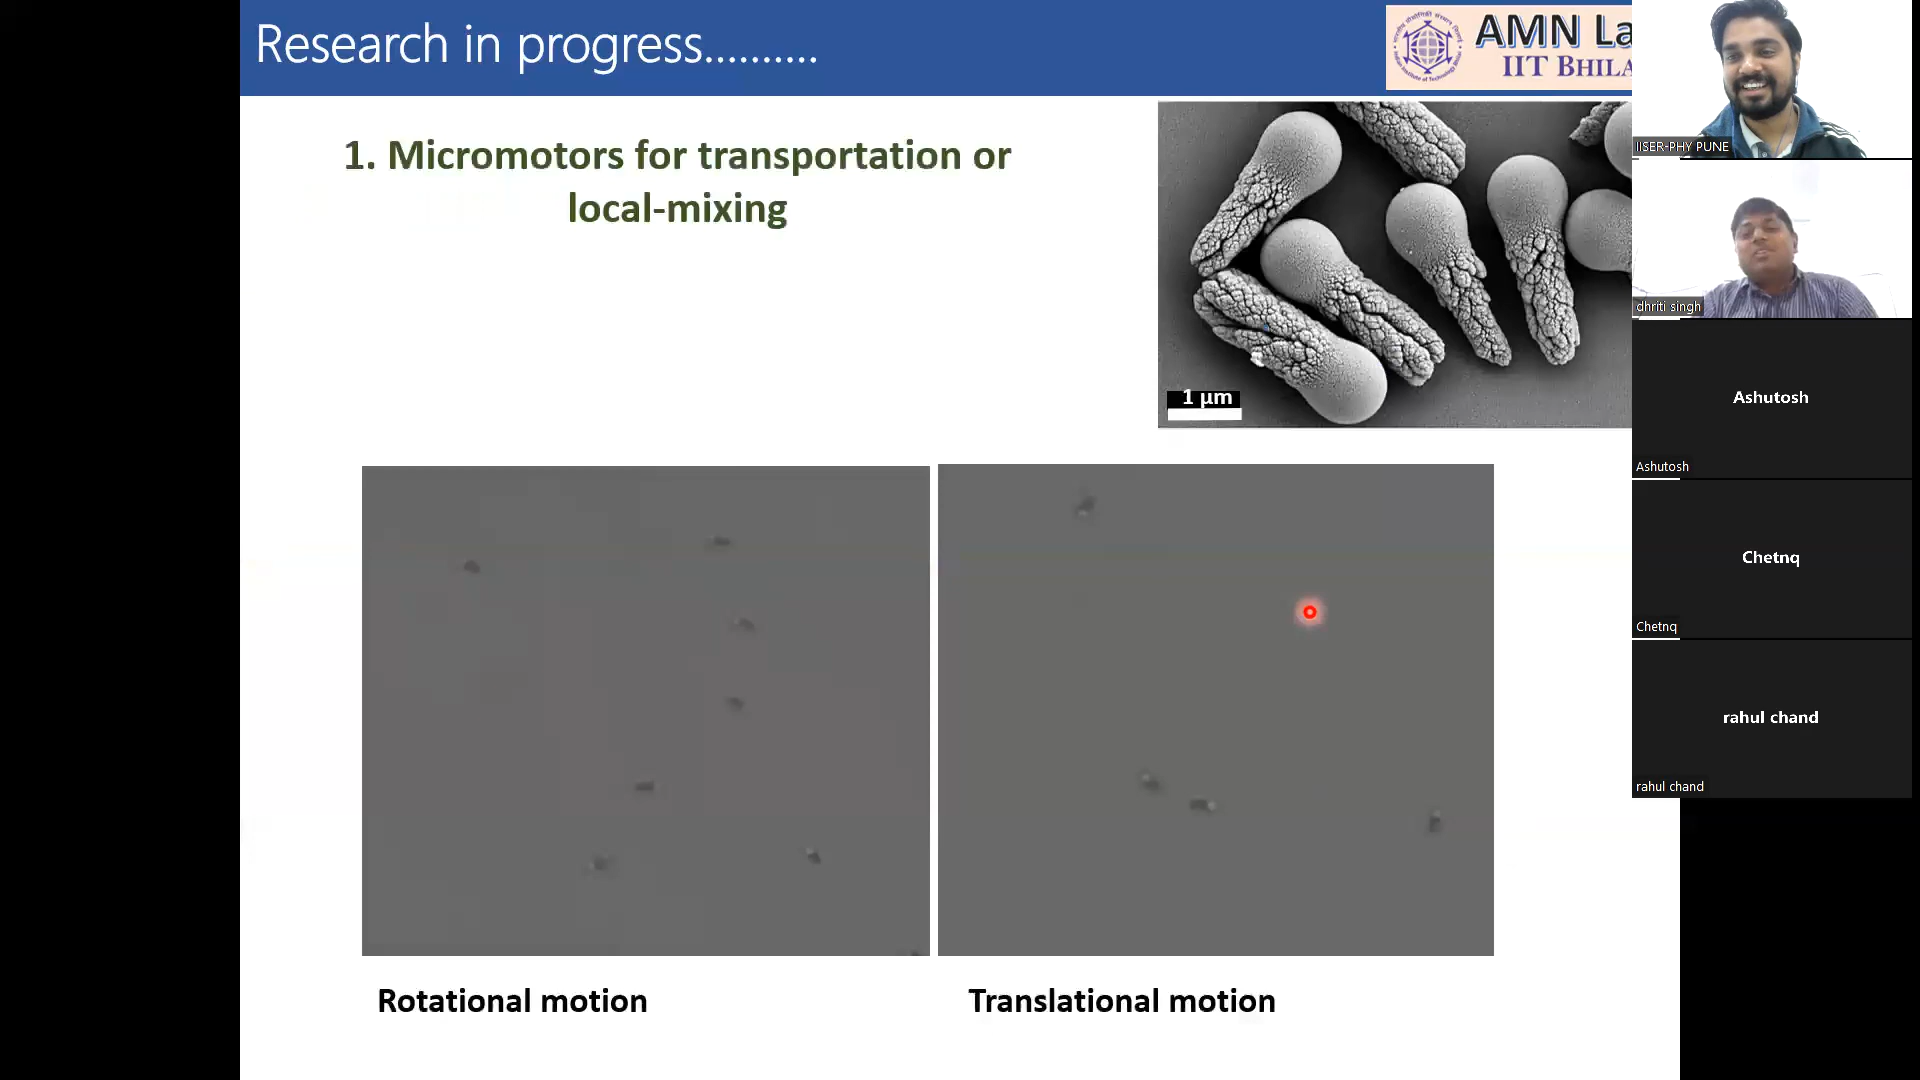 Research in progress..........
AMN La
IIT BHILA
1. Micromotors for transportation or
local-mixing
1 μm
Rotational motion
Translational motion
IISER-PHY PUNE
dhriti singh
Ashutosh
Ashutosh
Chetnq
Chetnq
rahul chand
rahul chand